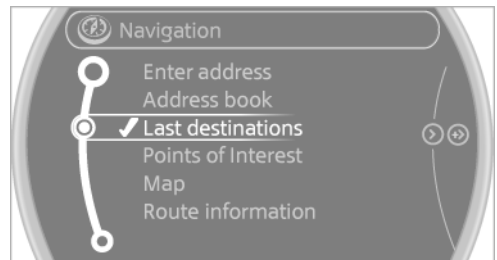 Navigation
Enter address
Address book
Last destinations
Points of Interest
Map
Route information